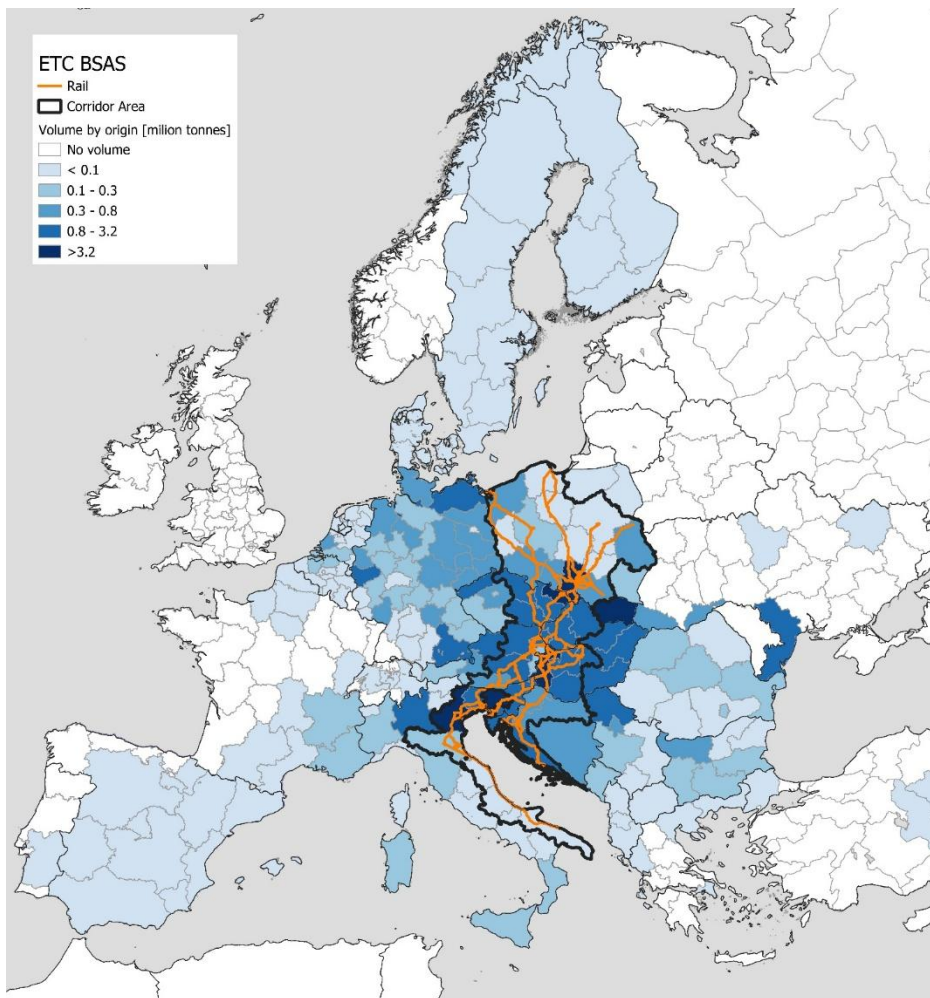 ETC BSAS
Rail
Corridor Area
Volume by origin [milion tonnes]
No volume
< 0.1
0.1 - 0.3
0.3 - 0.8
0.8 - 3.2
>3.2